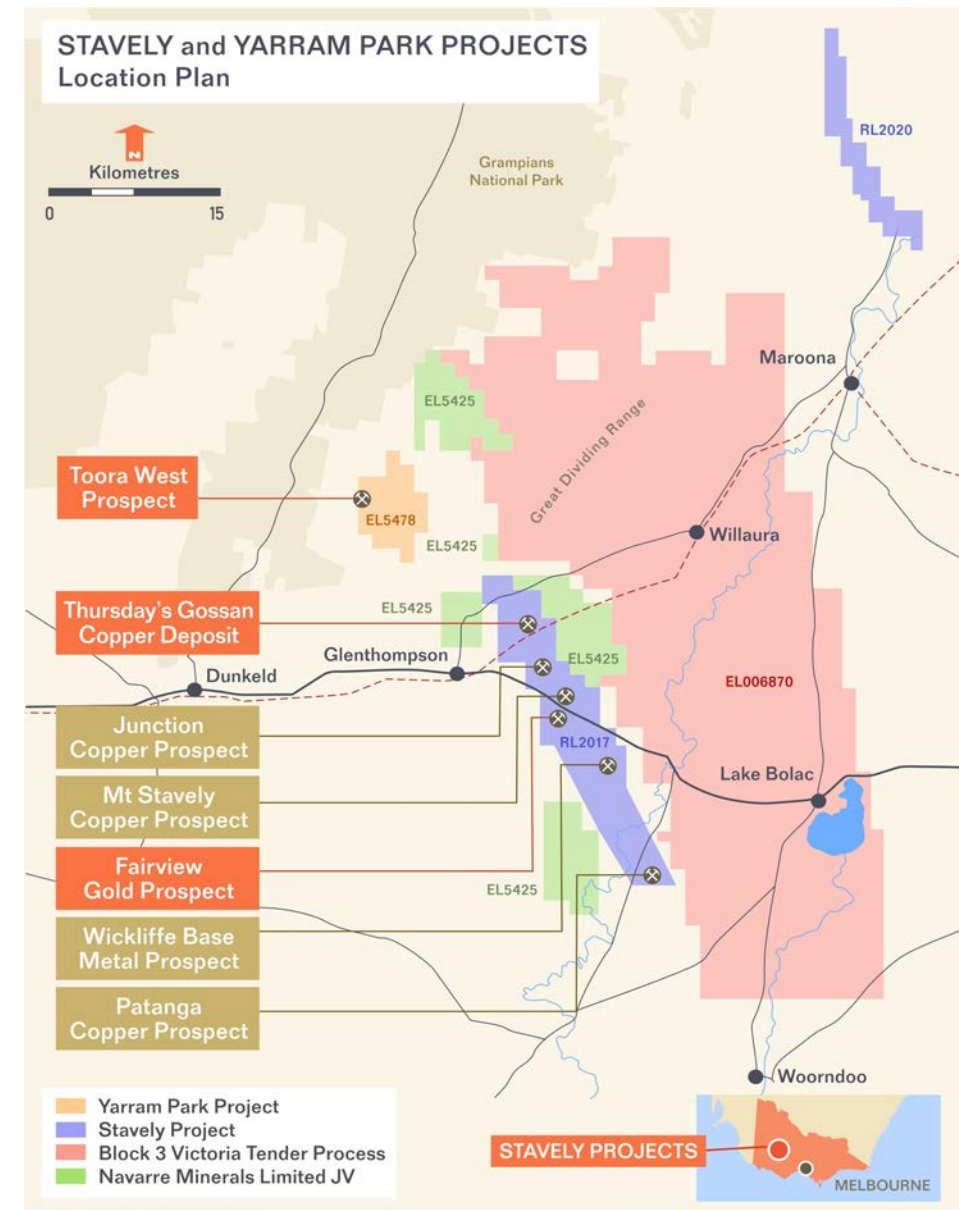 STAVELY and YARRAM PARK PROJECTS
Location Plan
N
Kilometres
0
15
Grampians
National Park
RL2020
Maroona
EL5425
Great Dividing Range
Toora West
Prospect
EL5478
Willaura
EL5425
Thursday's Gossan
Copper Deposit
EL5425
Glenthompson
EL5425
Dunkeld
EL006870
Junction
Copper Prospect
RL2017
Lake Bolac
Mt Stavely
Copper Prospect
Fairview
Gold Prospect
EL5425
Wickliffe Base
Metal Prospect
Patanga
Copper Prospect
Woorndoo
Yarram Park Project
Stavely Project
Block 3 Victoria Tender Process
Navarre Minerals Limited JV
STAVELY PROJECTS
MELBOURNE